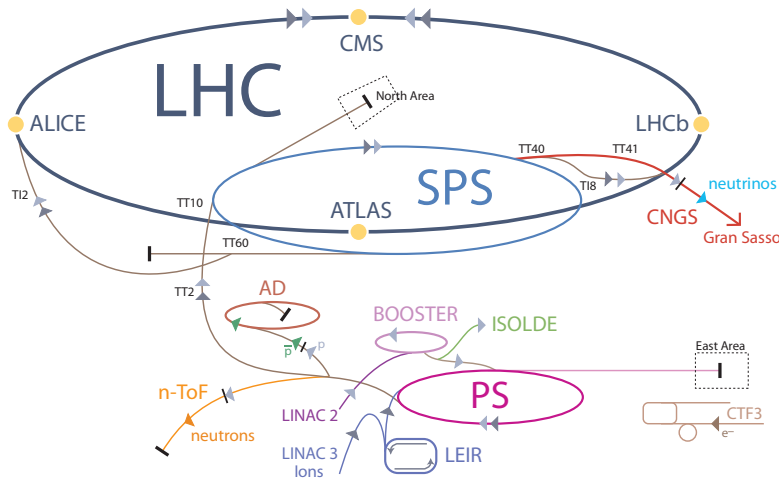 CMS
LHC
North Area
ALICE
LHCb
TT40
TT41
SPS
TI8
neutrinos
TI2
TT10
ATLAS
CNGS
Gran Sasso
TT60
AD
TT2
BOOSTER
ISOLDE
p
p
East Area
n-ToF
PS
LINAC 2
CTF3
neutrons
e–
LINAC 3
Ions
LEIR